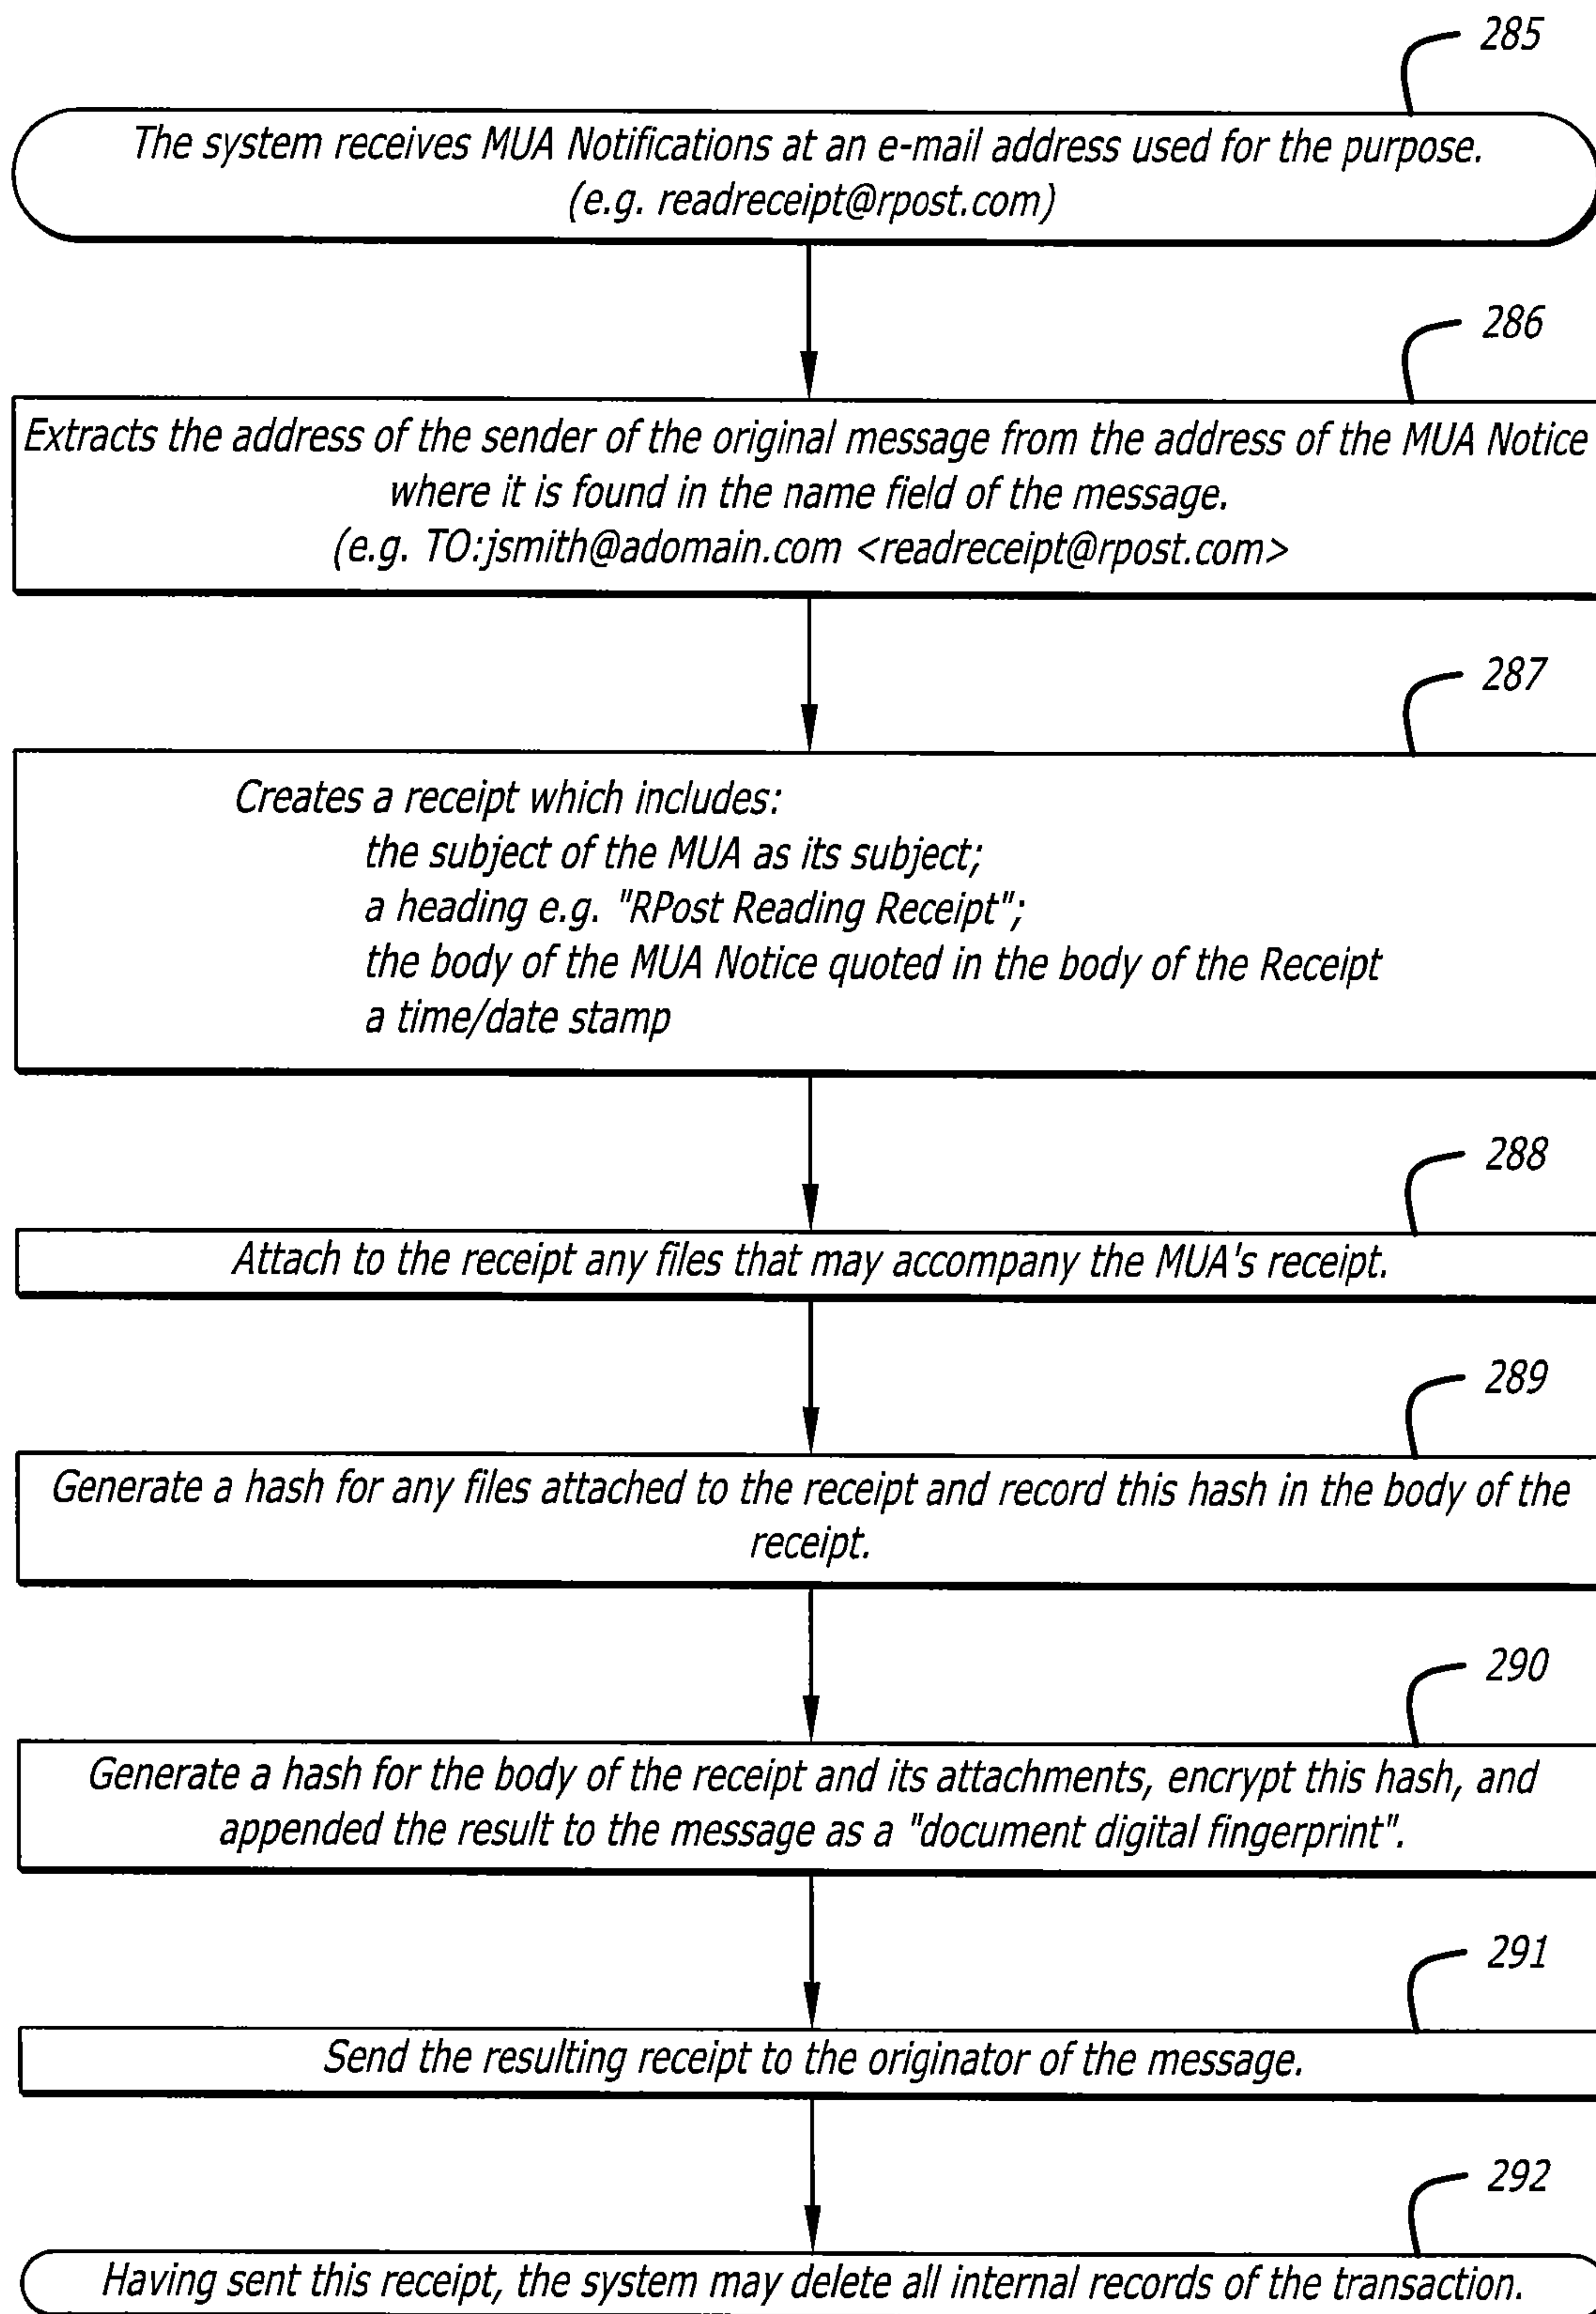 285
The system receives MUA Notifications at an e-mail address used for the purpose.
(e.g. readreceipt@rpost.com)
286
Extracts the address of the sender of the original message from the address of the MUA Notice
where it is found in the name field of the message.
(e.g. TO:jsmith@adomain.com <readreceipt@rpost.com>
287
Creates a receipt which includes:
the subject of the MUA as its subject;
a heading e.g. "RPost Reading Receipt";
the body of the MUA Notice quoted in the body of the Receipt
a time/date stamp
288
Attach to the receipt any files that may accompany the MUA's receipt.
289
Generate a hash for any files attached to the receipt and record this hash in the body of the
receipt.
290
Generate a hash for the body of the receipt and its attachments, encrypt this hash, and
appended the result to the message as a "document digital fingerprint".
291
Send the resulting receipt to the originator of the message.
292
Having sent this receipt, the system may delete all internal records of the transaction.